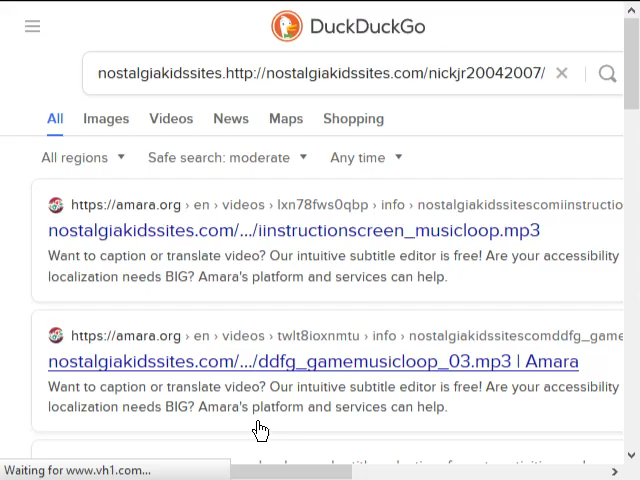 DuckDuckGo
nostalgiakidssites.http://nostalgiakidssites.com/nickjr20042007/
All Images Videos News Maps Shopping
All regions Safe search: moderate Any time
https://amara.org › en › videos › lxn78fws0qbp › info › nostalgiakidssitescomiinstructio
nostalgiakidssites.com/.../iinstructionscreen_musicloop.mp3
Want to caption or translate video? Our intuitive subtitle editor is free! Are your accessibility
localization needs BIG? Amara's platform and services can help.
https://amara.org › en › videos › twlt8ioxnmtu › info › nostalgiakidssitescomddfg_game
nostalgiakidssites.com/.../ddfg_gamemusicloop_03.mp3 | Amara
Want to caption or translate video? Our intuitive subtitle editor is free! Are your accessibility
localization needs BIG? Amara's platform and services can help.
Waiting for www.vh1.com...